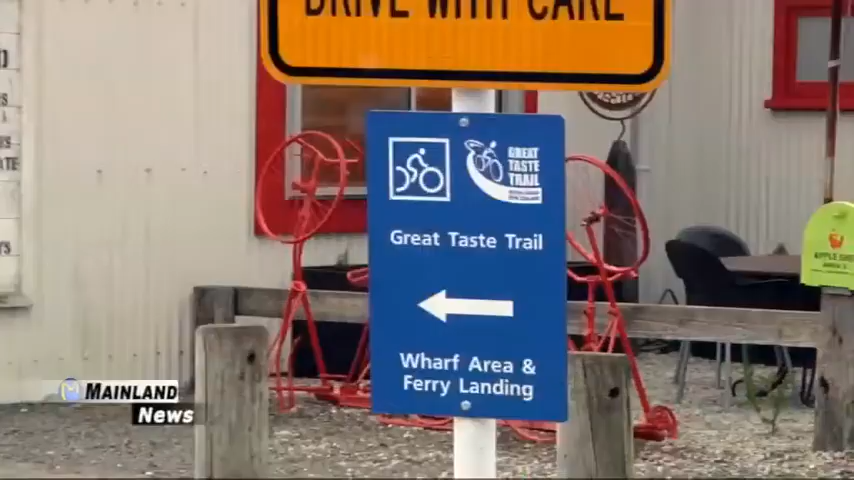 DRIVE WITH CARE
GREAT
TASTE
TRAIL
Great Taste Trail
Wharf Area &
Ferry Landing
MAINLAND
News